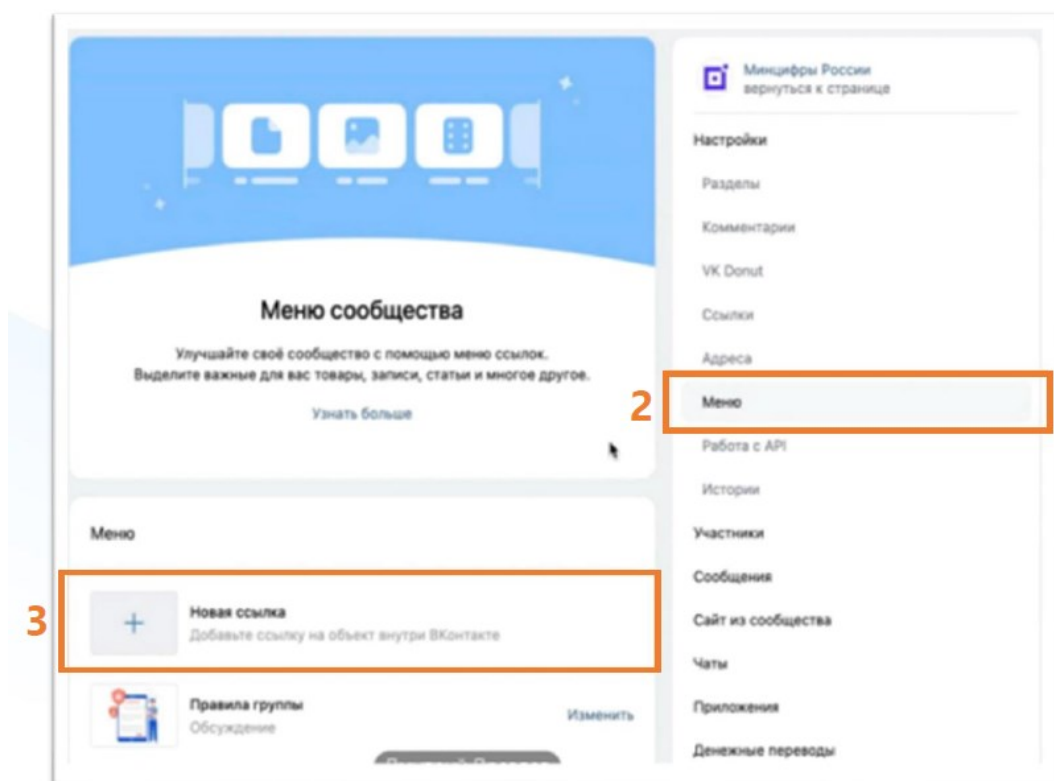 Меню сообщества
Улучшайте своё сообщество с помощью меню ссылок.
Выделите важные для вас товары, записи, статьи и многое другое.
Узнать больше
Меню
3
Новая ссылка
Добавьте ссылку на объект внутри ВКонтакте
Правила группы
Обсуждение
Изменить
Минцифры России
вернуться к странице
Настройки
Разделы
Комментарии
VK Donut
Ссылки
Адреса
2
Меню
Работа с API
Истории
Участники
Сообщения
Сайт из сообщества
Чаты
Приложения
Денежные переводы